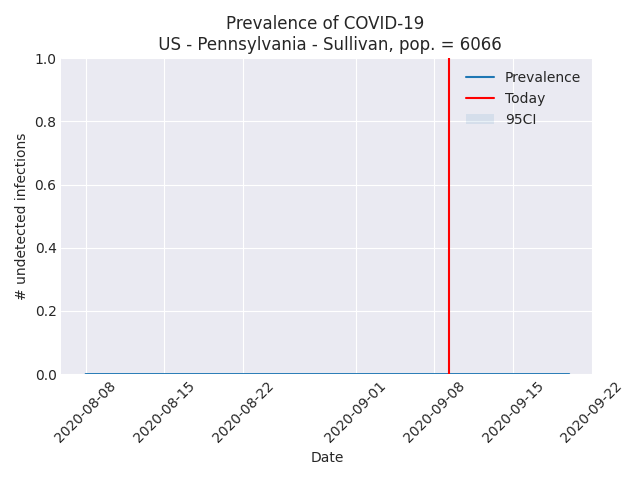 Prevalence of COVID-19
US - Pennsylvania - Sullivan, pop. = 6066
1.0
0.8
0.6
0.4
0.2
0.0
# undetected infections
Prevalence
Today
95CI
2020-08-08
2020-08-15
2020-08-22
2020-09-01
2020-09-08
2020-09-15
2020-09-22
Date